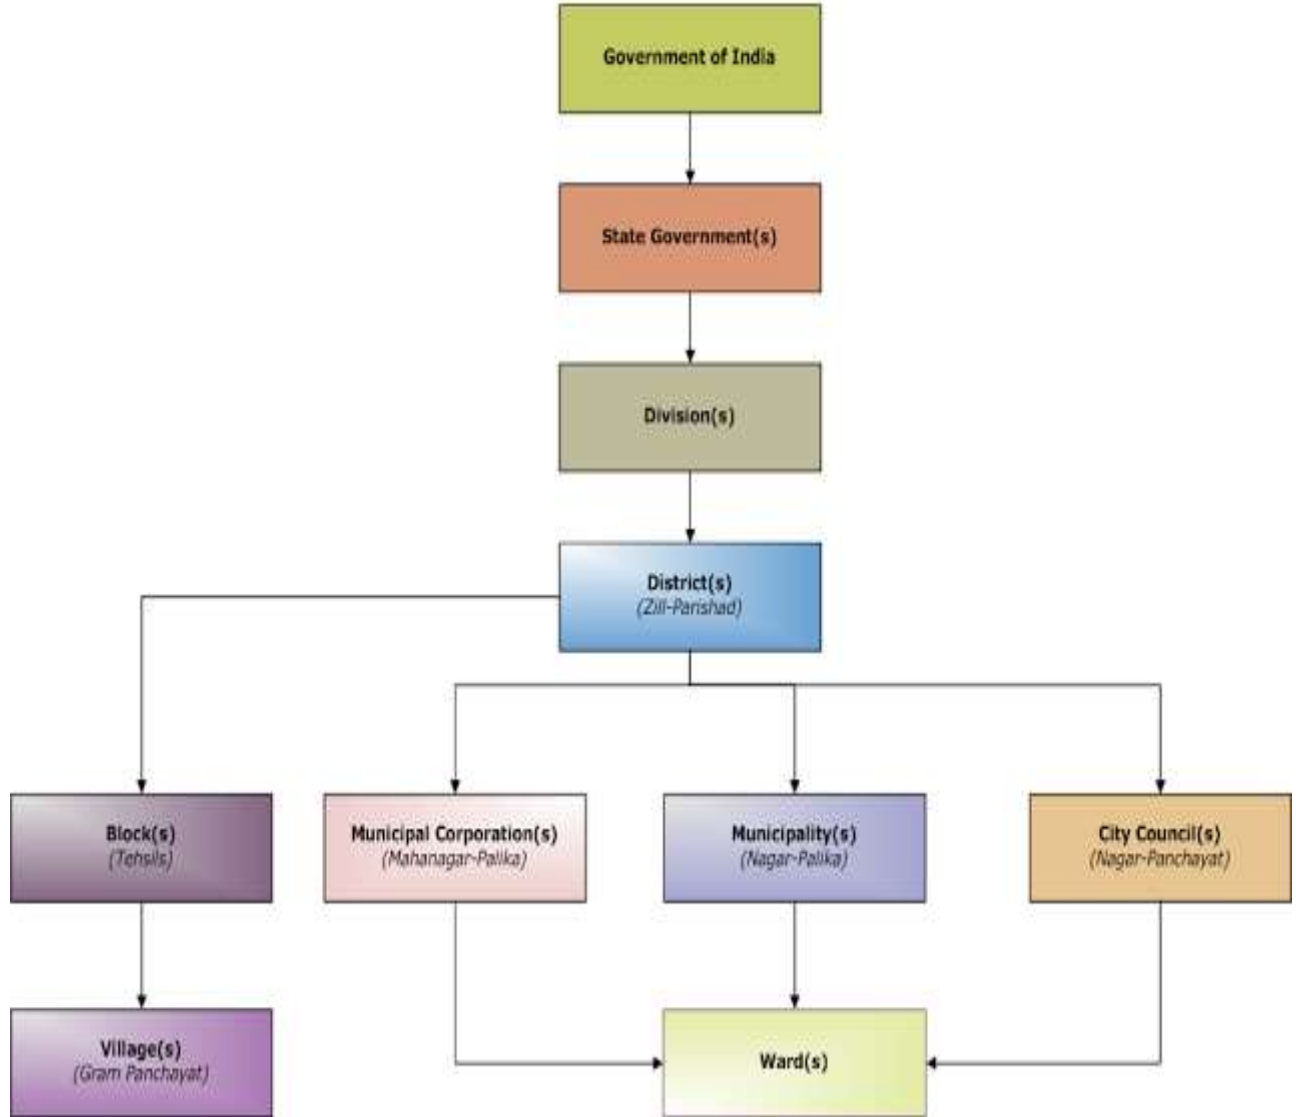 Government of India
State Government(s)
Division(s)
District(s)
(Zill-Parishad)
Block(s)
(Tehsils)
Municipal Corporation(s)
(Mahanagar-Palika)
Municipality(s)
(Nagar-Palika)
City Council(s)
(Nagar-Panchayat)
Village(s)
(Gram Panchayat)
Ward(s)